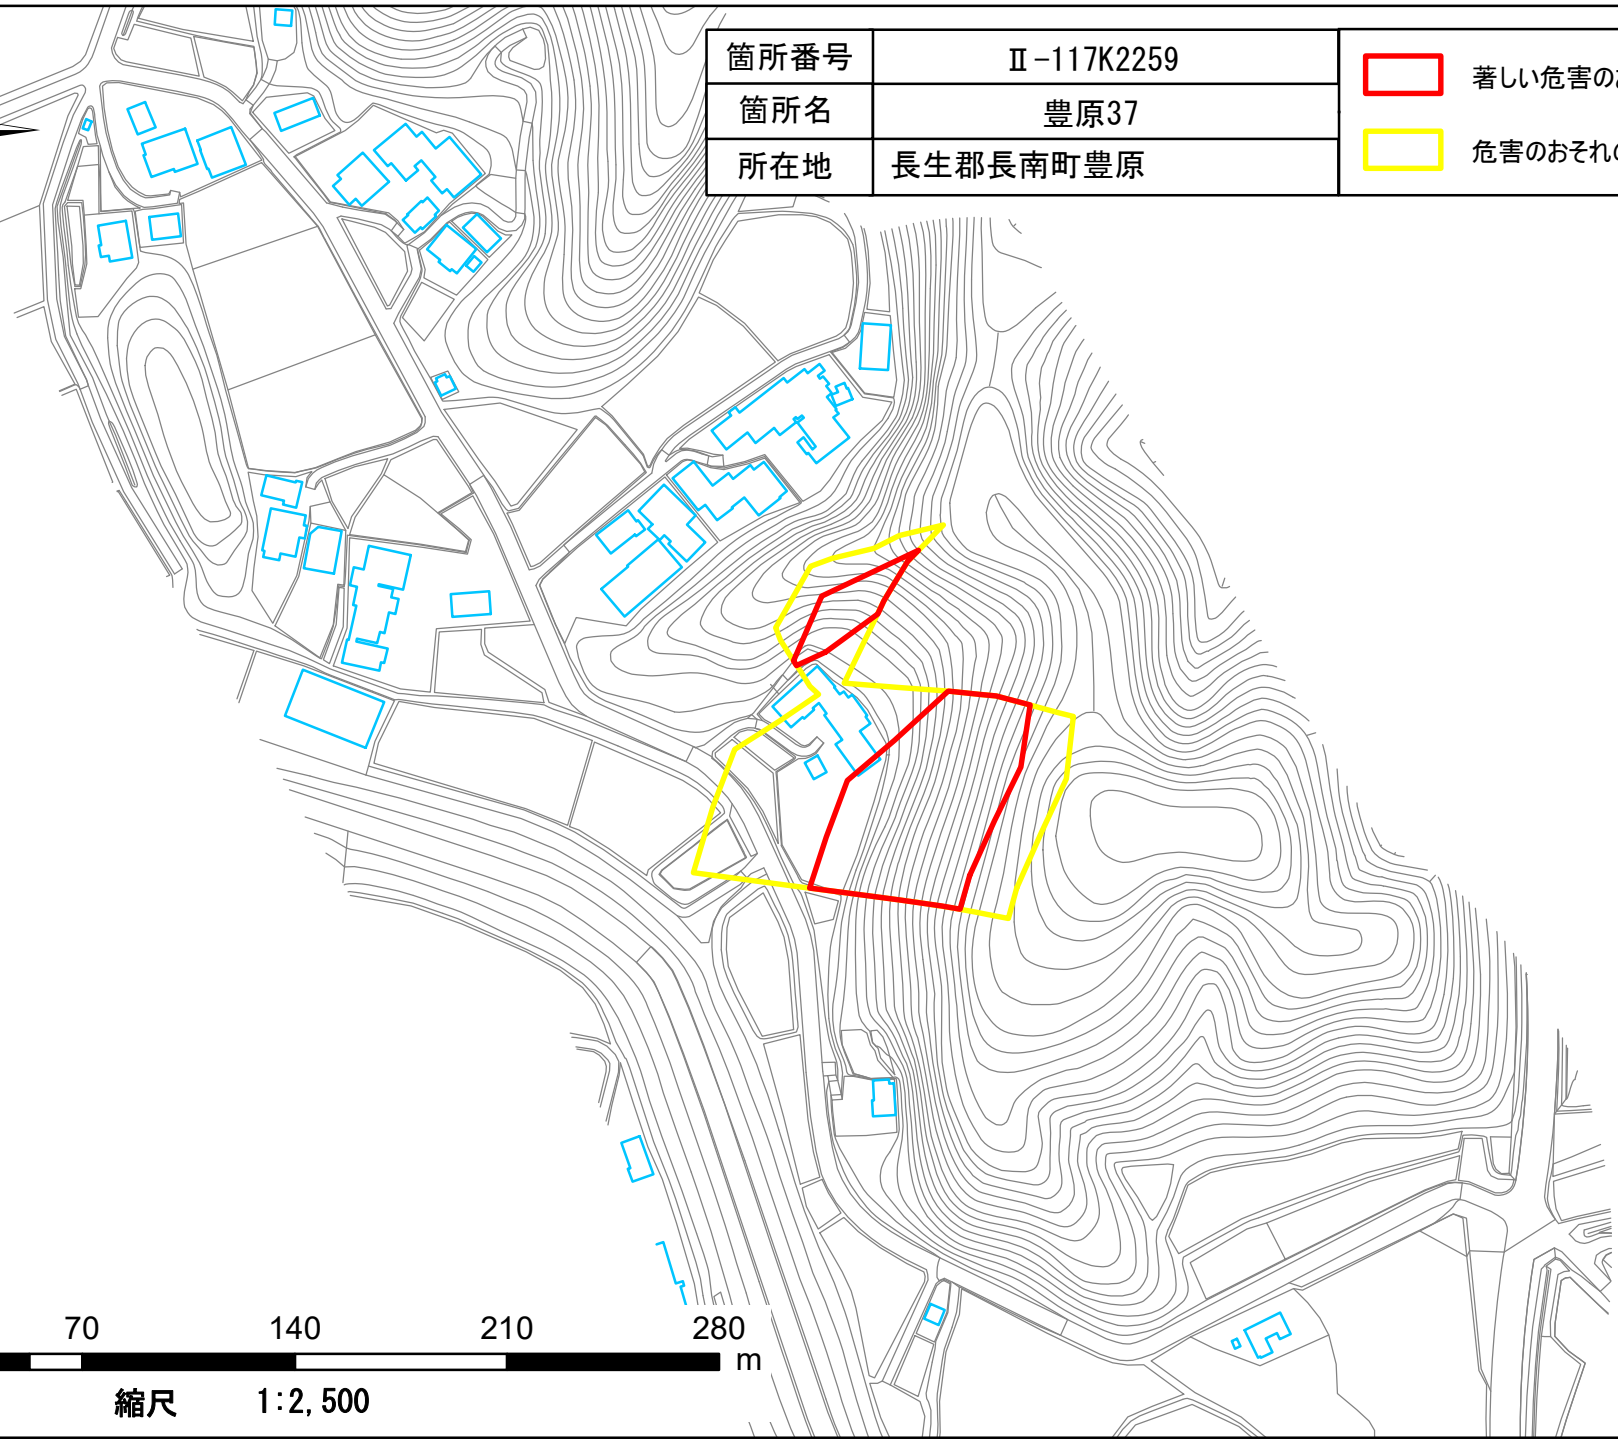 箇所番号 Ⅱ-117K2259
箇所名 豊原37
所在地 長生郡長南町豊原
著しい危害の
危害のおそれ
70 140 210 280
m
縮尺 1:2,500